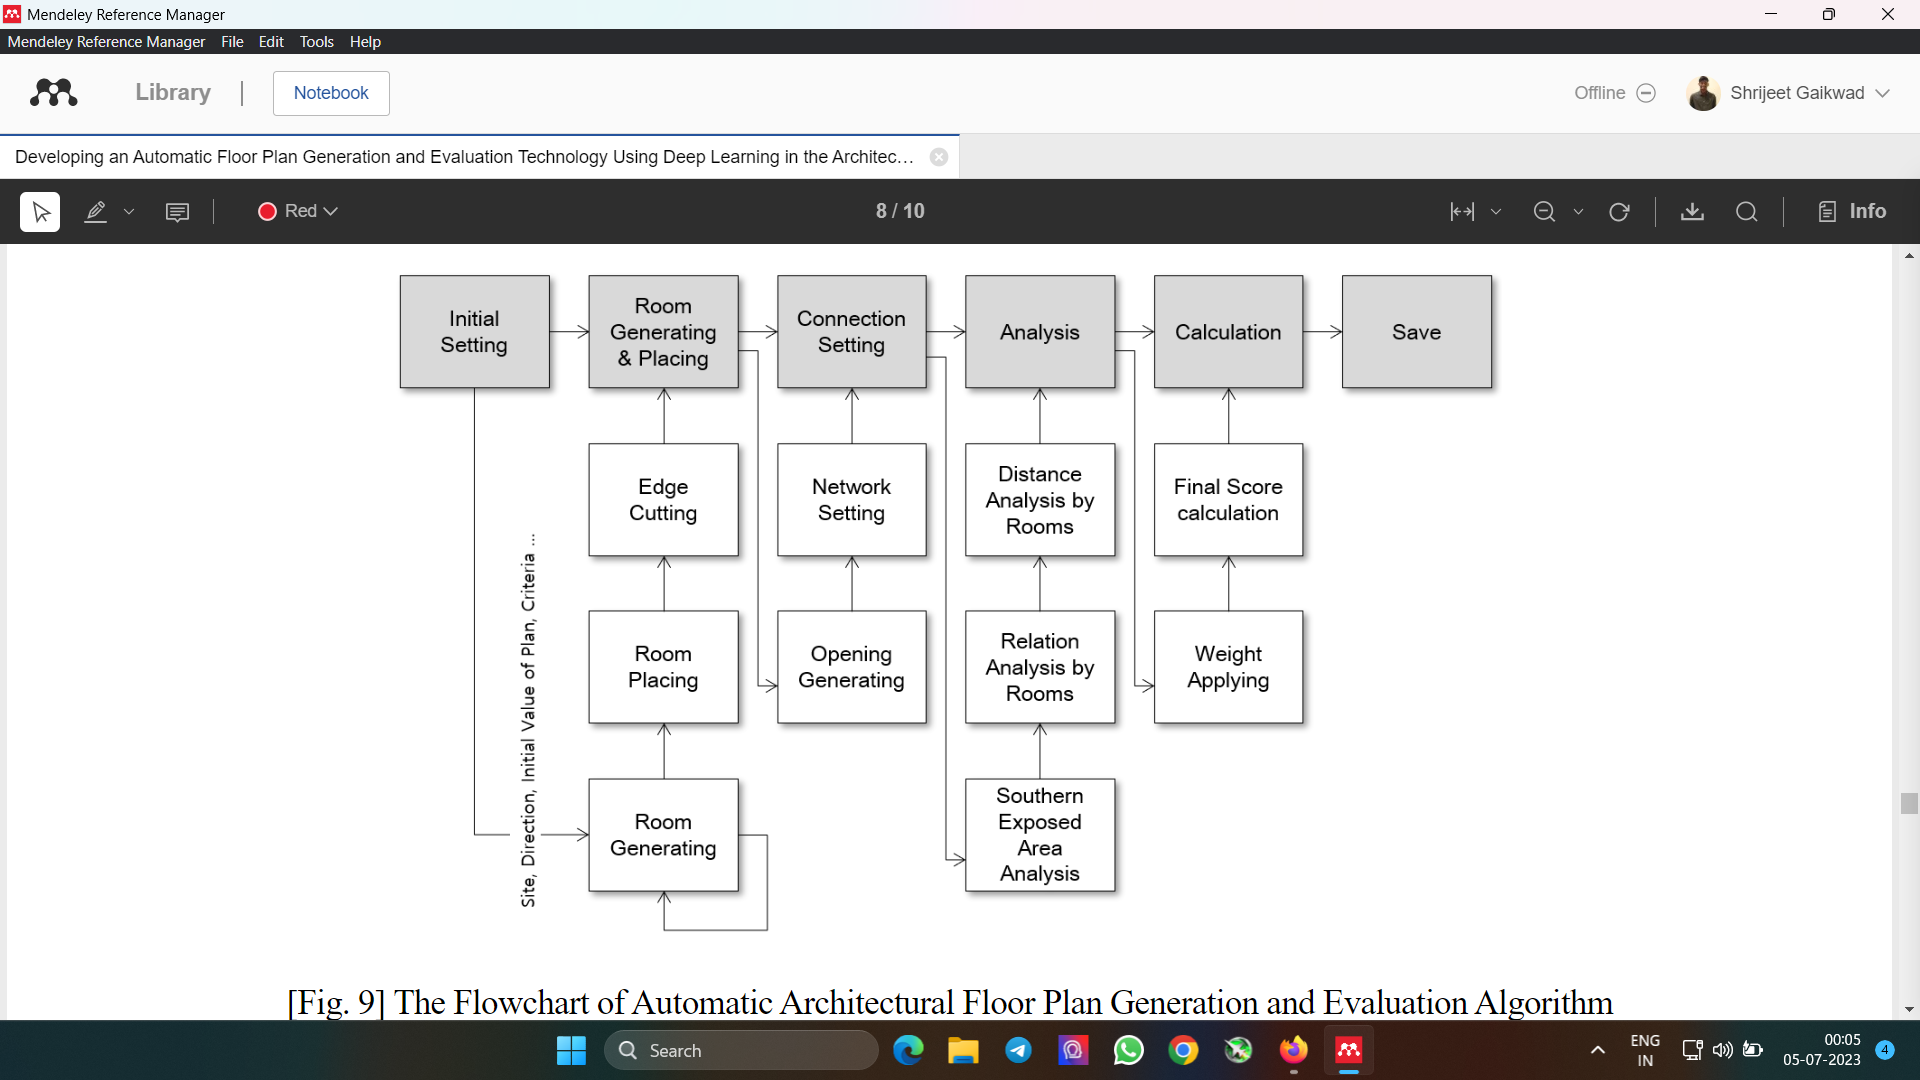 Mendeley Reference Manager
Mendeley Reference Manager File Edit Tools Help
Library
Notebook
Offline
Shrijeet Gaikwad
Developing an Automatic Floor Plan Generation and Evaluation Technology Using Deep Learning in the Architec...
Red
8 / 10
Info
Initial
Setting
Room
Generating
& Placing
Connection
Setting
Analysis
Calculation
Save
Edge
Cutting
Network
Setting
Distance
Analysis by
Rooms
Final Score
calculation
Room
Placing
Opening
Generating
Relation
Analysis by
Rooms
Weight
Applying
Site, Direction, Initial Value of Plan, Criteria ...
Room
Generating
Southern
Exposed
Area
Analysis
[Fig. 9] The Flowchart of Automatic Architectural Floor Plan Generation and Evaluation Algorithm
Search
ENG
IN
00:05
05-07-2023
4